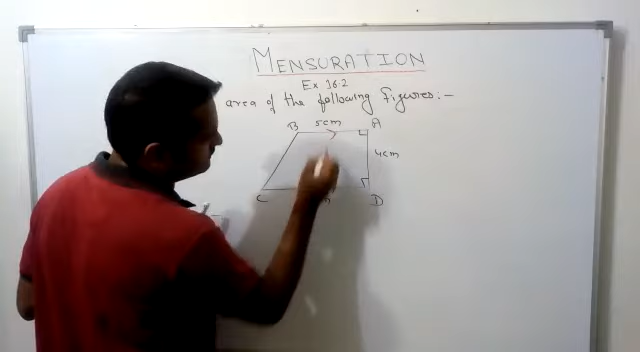 MENSURATION
Ex 16.2
area of the following figures:-
B 5cm A
4cm
C D